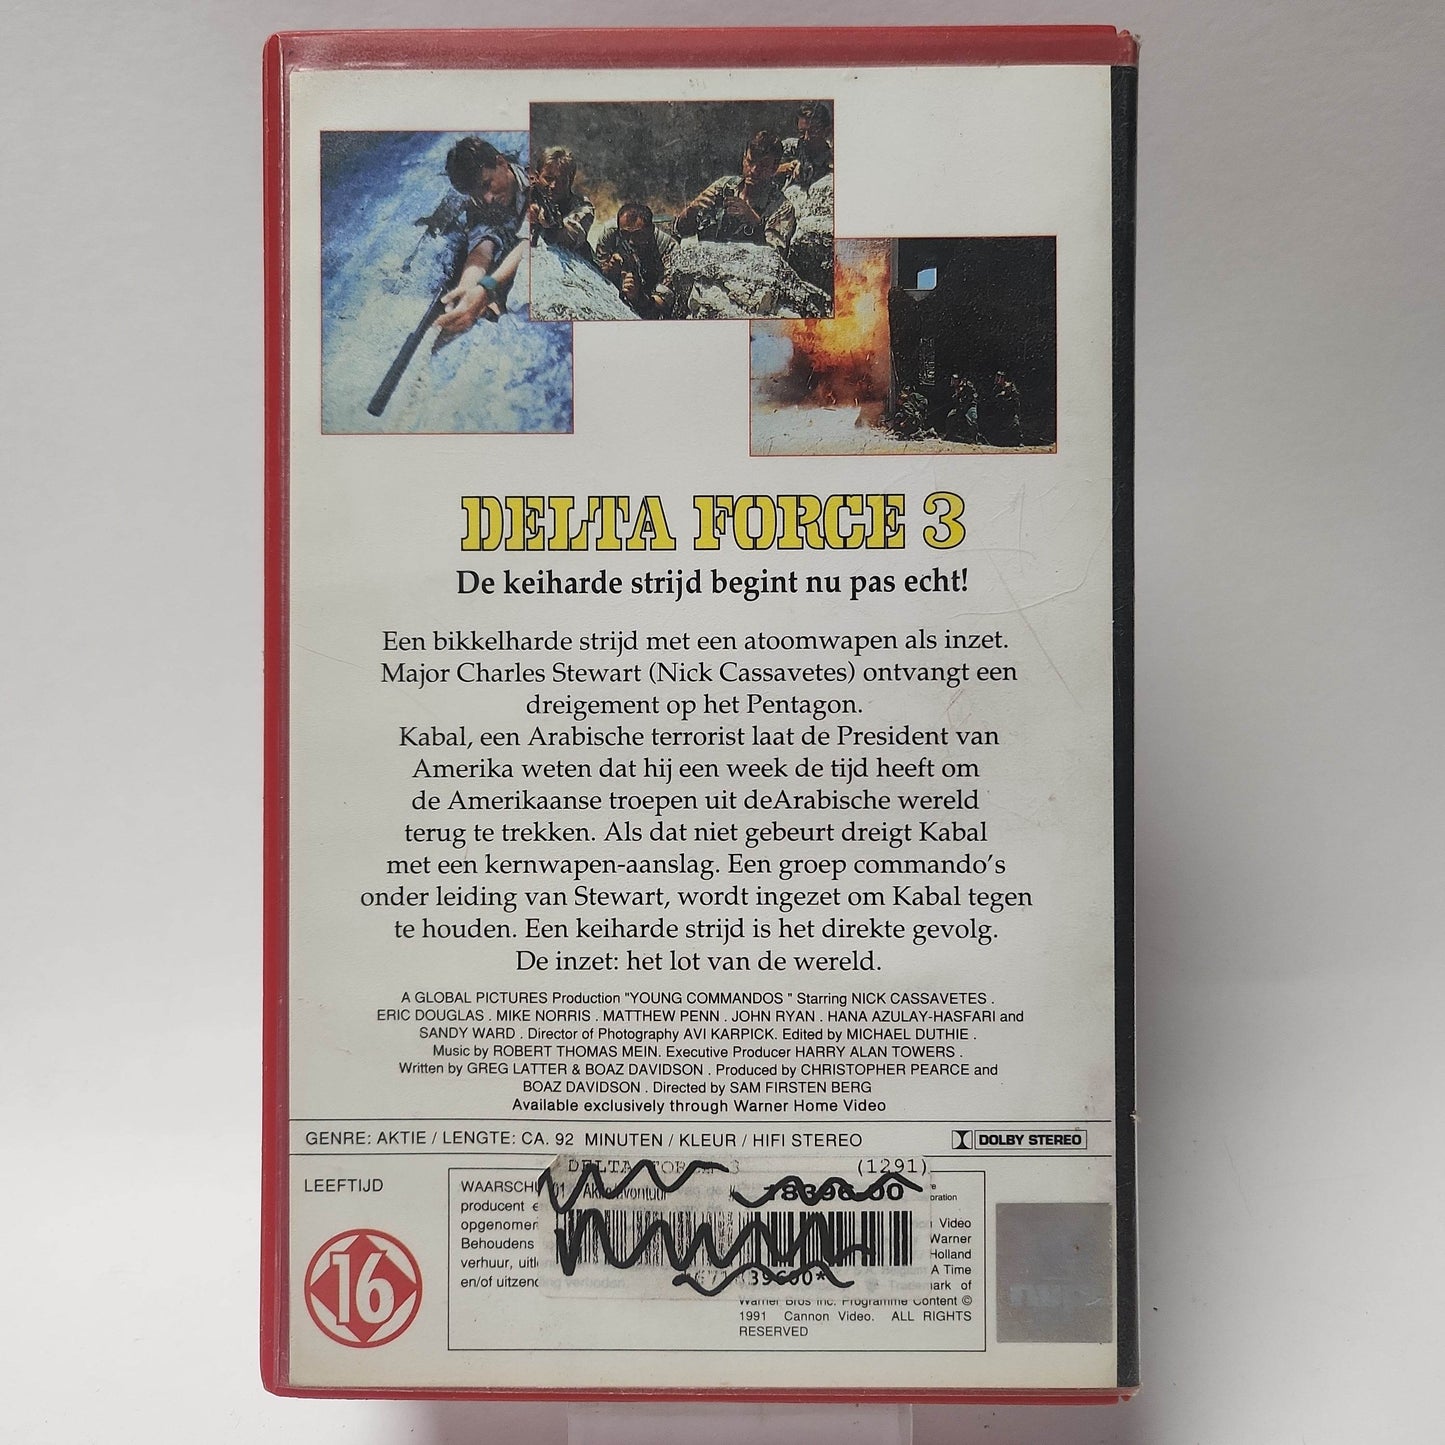 DELTA FORCE 3
De keiharde strijd begint nu pas echt!
Een bikkelharde strijd met een atoomwapen als inzet.
Major Charles Stewart (Nick Cassavetes) ontvangt een
dreigement op het Pentagon.
Kabal, een Arabische terrorist laat de President van
Amerika weten dat hij een week de tijd heeft om
de Amerikaanse troepen uit deArabische wereld
terug te trekken. Als dat niet gebeurt dreigt Kabal
met een kernwapen-aanslag. Een groep commando's
onder leiding van Stewart, wordt ingezet om Kabal tegen
te houden. Een keiharde strijd is het direkte gevolg.
De inzet: het lot van de wereld.
A GLOBAL PICTURES Production "YOUNG COMMANDOS " Starring NICK CASSAVETES .
ERIC DOUGLAS . MIKE NORRIS . MATTHEW PENN . JOHN RYAN . HANA AZULAY-HASFARI and
SANDY WARD . Director of Photography AVI KARPICK. Edited by MICHAEL DUTHIE .
Music by ROBERT THOMAS MEIN. Executive Producer HARRY ALAN TOWERS .
Written by GREG LATTER & BOAZ DAVIDSON . Produced by CHRISTOPHER PEARCE and
BOAZ DAVIDSON . Directed by SAM FIRSTEN BERG
Available exclusively through Warner Home Video
GENRE: AKTIE / LENGTE: CA. 92 MINUTEN / KLEUR / HIFI STEREO
DOLBY STEREO
LEEFTIJD
16
DELTA FORCE 3 (1291)
18396-00
WAARSCHU
producent
opgenomen
Behoudens
verhuur,
en/of
Video
Warner
Holland
A Time
Warner Bros Inc. Programme Content ©
1991 Cannon Video. ALL RIGHTS
RESERVED